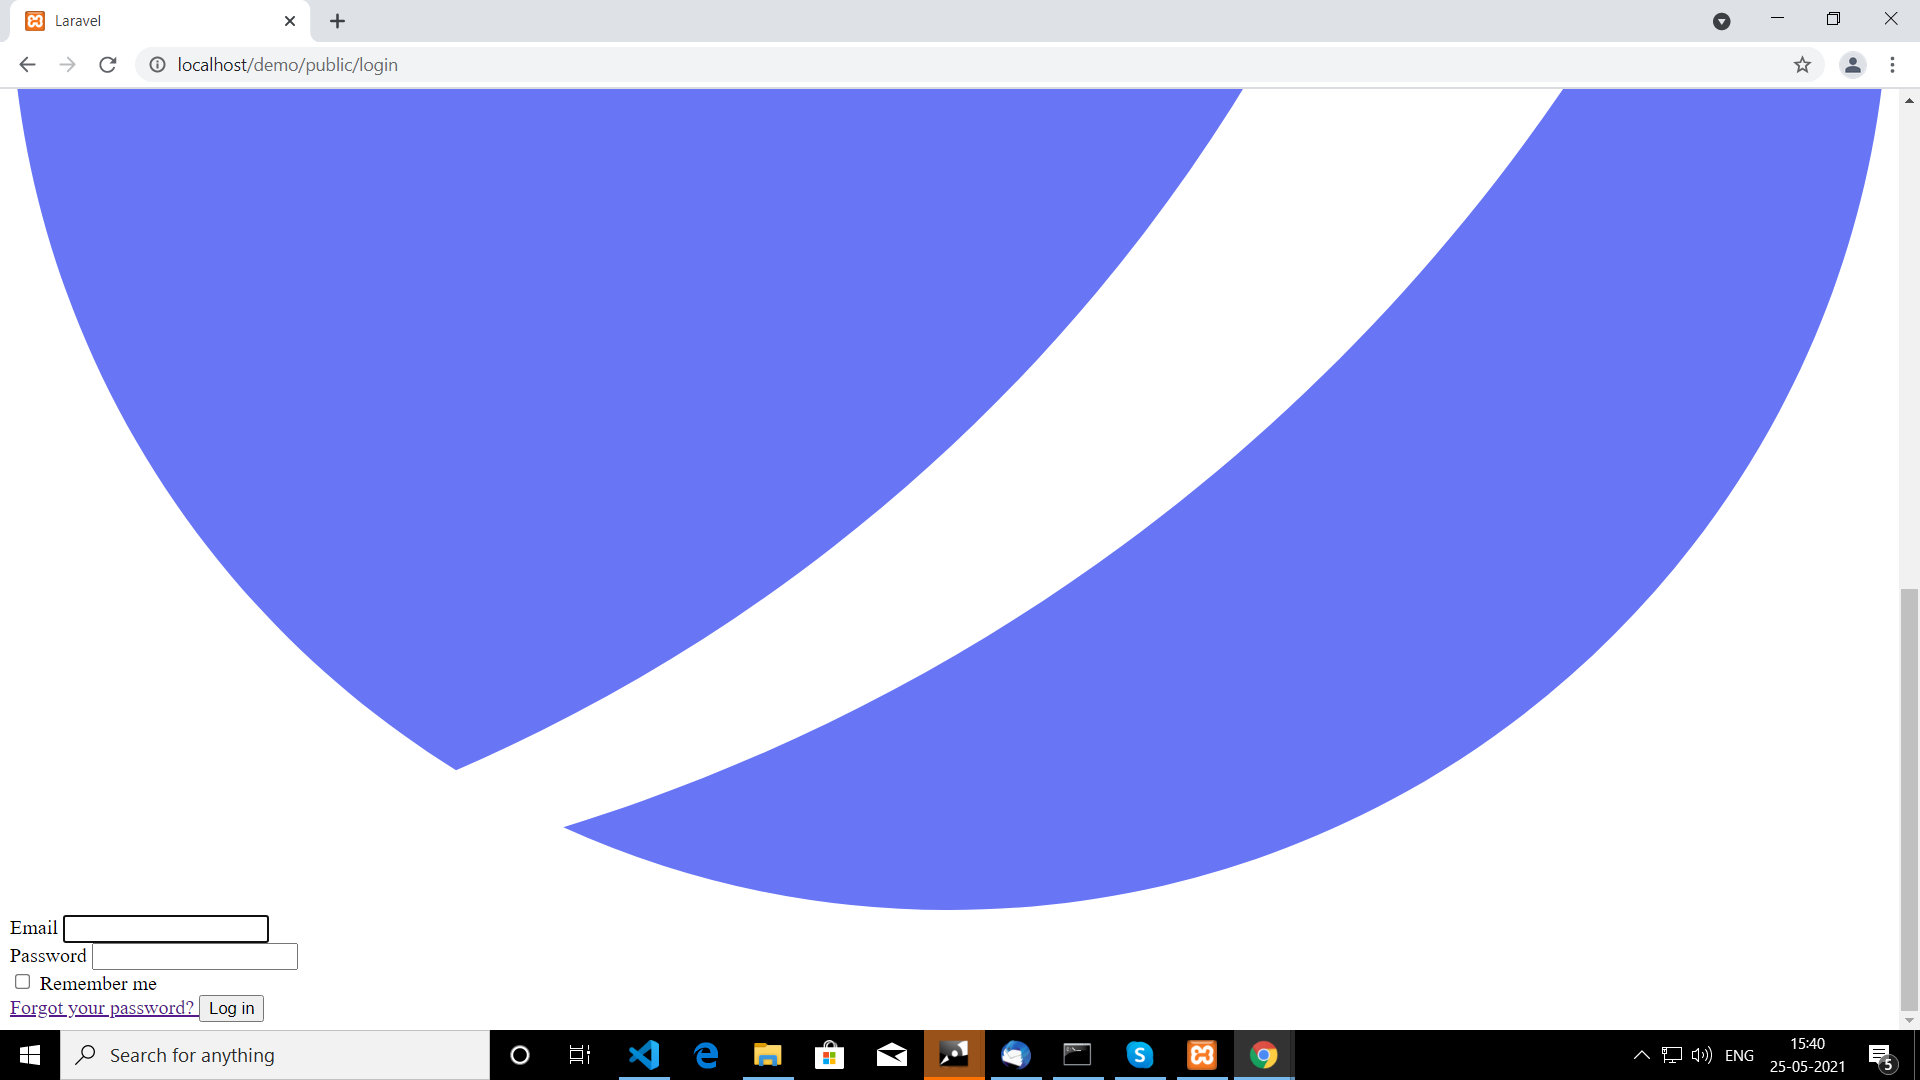 Laravel
localhost/demo/public/login
Email
Password
Remember me
Forgot your password? Log in
Search for anything
ENG
15:40
25-05-2021
5